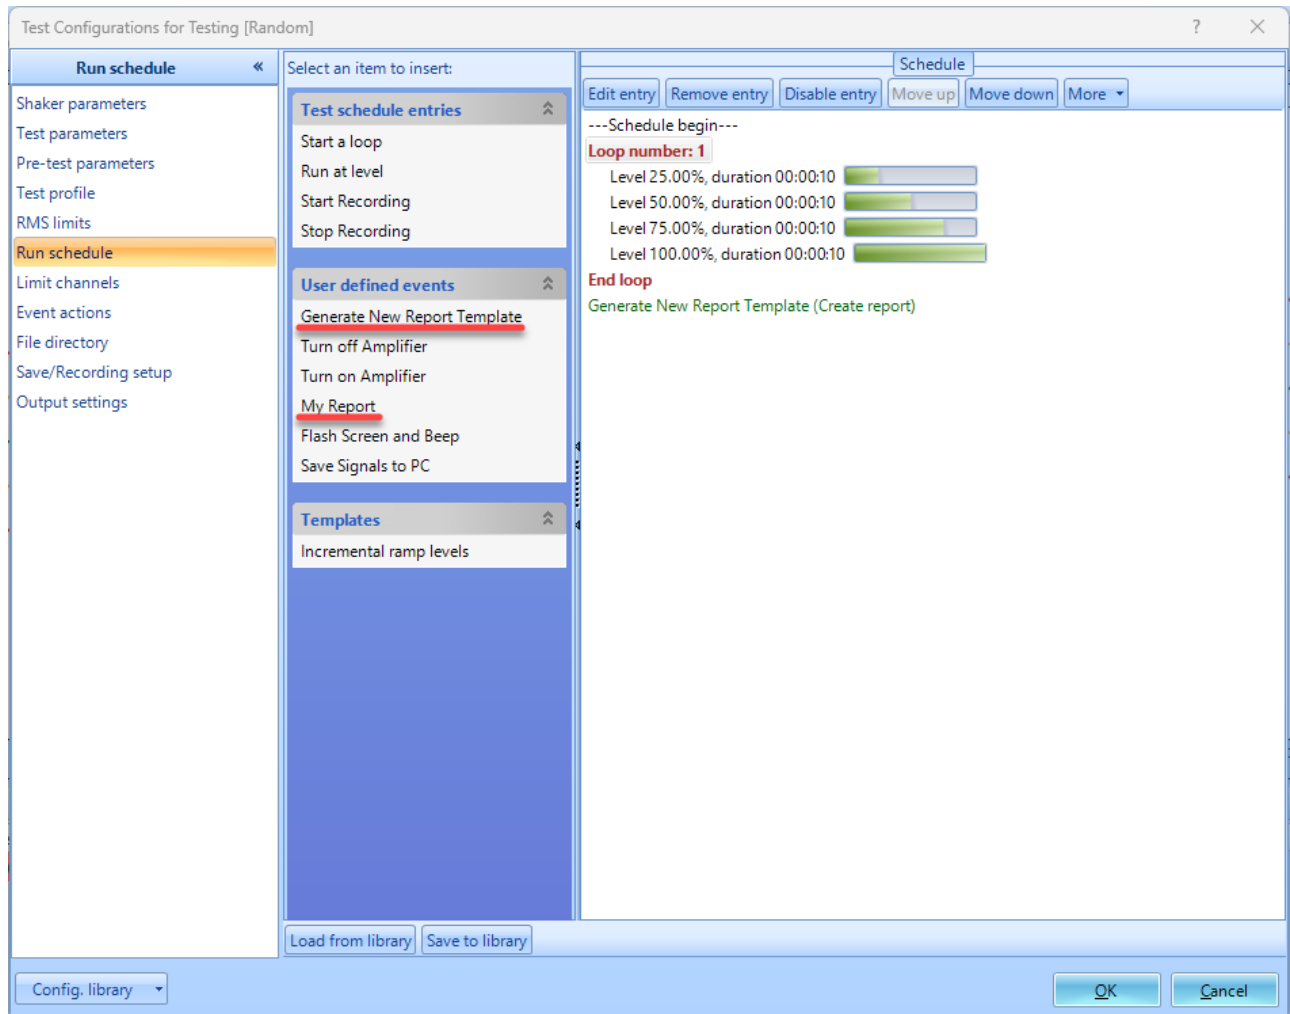 Test Configurations for Testing [Random]
?
Run schedule «
Shaker parameters
Test parameters
Pre-test parameters
Test profile
RMS limits
Run schedule
Limit channels
Event actions
File directory
Save/Recording setup
Output settings
Select an item to insert:
Test schedule entries
Start a loop
Run at level
Start Recording
Stop Recording
User defined events
Generate New Report Template
Turn off Amplifier
Turn on Amplifier
My Report
Flash Screen and Beep
Save Signals to PC
Templates
Incremental ramp levels
Schedule
Edit entry Remove entry Disable entry Move up Move down More
---Schedule begin---
Loop number: 1
Level 25.00%, duration 00:00:10
Level 50.00%, duration 00:00:10
Level 75.00%, duration 00:00:10
Level 100.00%, duration 00:00:10
End loop
Generate New Report Template (Create report)
Load from library Save to library
Config. library
OK Cancel